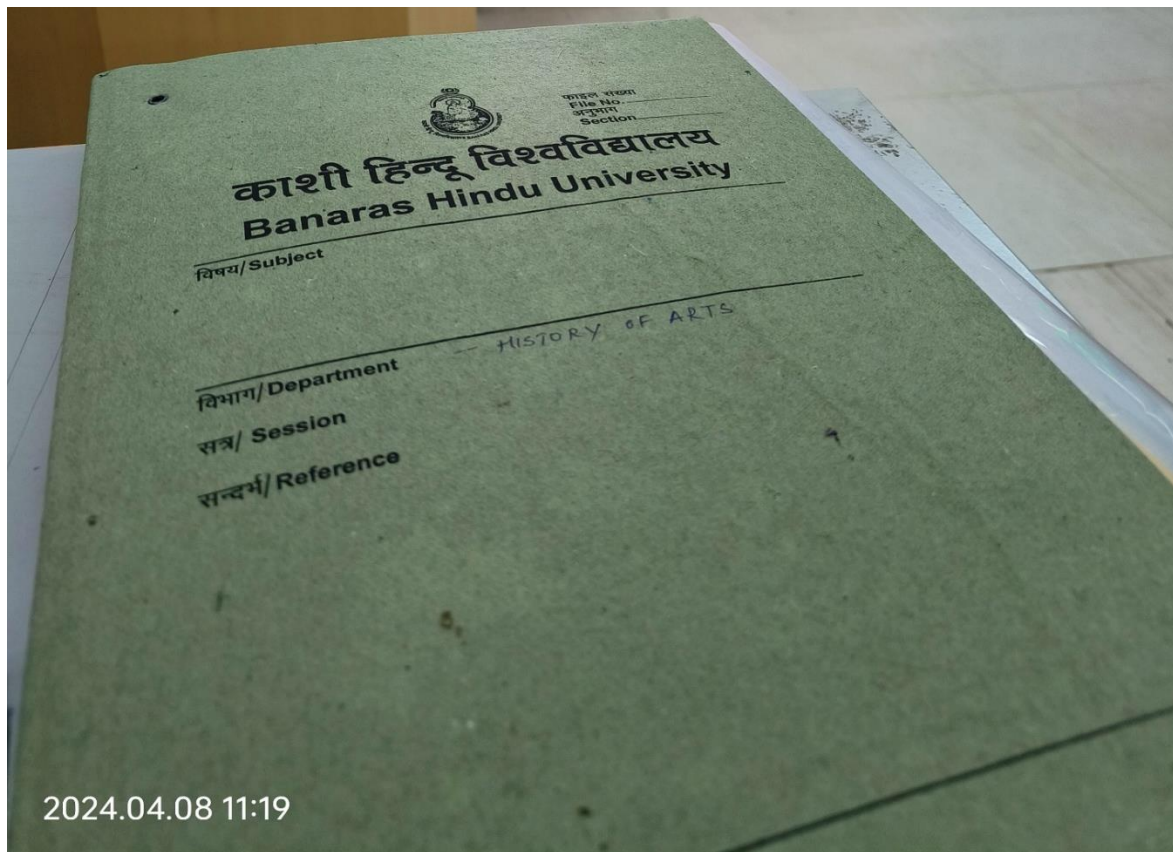 फाइल संख्या
File No.
अनुभाग
Section
काशी हिन्दू विश्वविद्यालय
Banaras Hindu University
विषय/Subject
विभाग/Department - HISTORY OF ARTS
सत्र/ Session
सन्दर्भ/Reference
2024.04.08 11:19